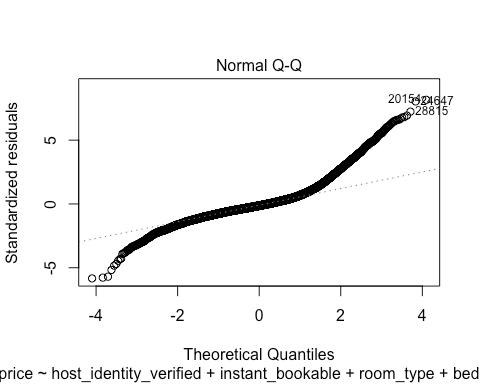 Normal Q-Q
Standardized residuals
5
0
-5
24647
28815
-4
-2
0
2
4
Theoretical Quantiles
price ~ host_identity_verified + instant_bookable + room_type + bed